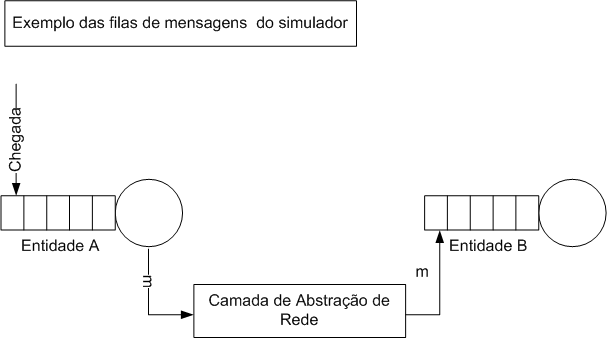 Exemplo das filas de mensagens  do simulador
Chegada
Entidade A
Entidade B
m
m
Camada de Abstração de
Rede